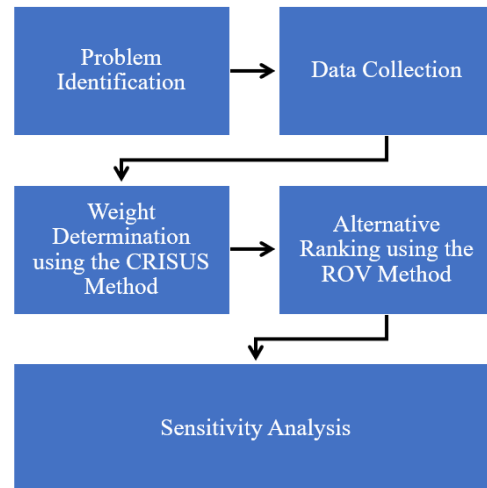 Problem
Identification
Data Collection
Weight
Determination
using the CRISUS
Method
Alternative
Ranking using the
ROV Method
Sensitivity Analysis